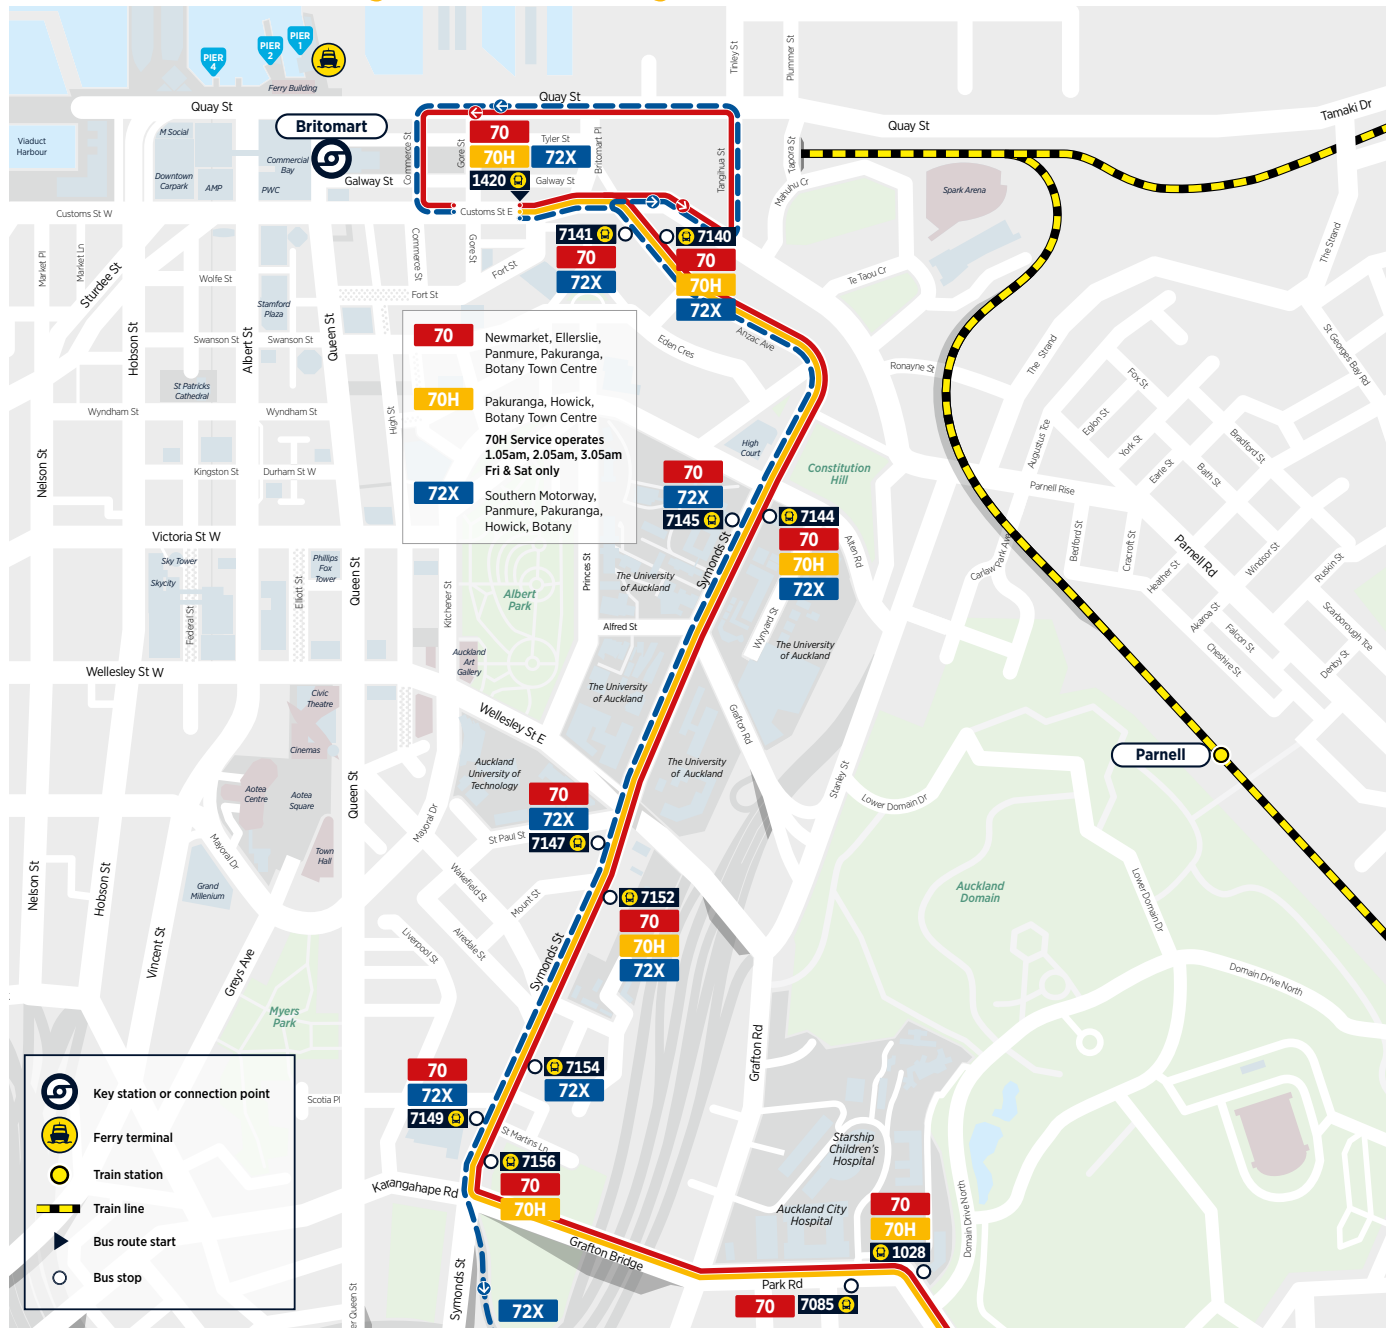 PIER
1
PIER
2
PIER
4
Ferry Building
Quay St
Quay St
Quay St
Tinley St
Plummer St
Tamaki Dr
Britomart
M Social
Viaduct
Harbour
Commercial
Bay
Downtown
Carpark
AMP
PWC
Galway St
Commerce St
Gore St
70
70H
72X
1420
Tyler St
Galway St
Britomart Pl
Tangihua St
Tapora St
Mahuhu Cr
Spark Arena
The Strand
Customs St W
Customs St E
7141
70
72X
7140
70
70H
72X
Market Pl
Market Ln
Sturdee St
Wolfe St
Commerce St
Gore St
Fort St
Fort St
Te Taou Cr
Stamford
Plaza
Hobson St
Albert St
Queen St
Swanson St
Swanson St
St Patricks
Cathedral
Wyndham St
Wyndham St
High St
Kingston St
Durham St W
Nelson St
70
Newmarket, Ellerslie,
Panmure, Pakuranga,
Botany Town Centre
70H
Pakuranga, Howick,
Botany Town Centre
70H Service operates
1.05am, 2.05am, 3.05am
Fri & Sat only
72X
Southern Motorway,
Panmure, Pakuranga,
Howick, Botany
Eden Cres
Anzac Ave
Ronayne St
The Strand
St Georges Bay Rd
Fox St
Eglon St
York St
Augustus Tce
Bradford St
Bath St
Earle St
Parnell Rise
High
Court
Constitution
Hill
70
72X
7145
7144
70
70H
72X
Symonds St
Alten Rd
Carlaw Park Ave
Bedford St
Cracroft St
Heather St
Parnell Rd
Windsor St
Ruskin St
Akaroa St
Falcon St
Cheshire St
Scarborough Tce
Denby St
Victoria St W
Sky Tower
Skycity
Phillips
Fox
Tower
Queen St
Elliott St
Federal St
Kitchener St
Albert
Park
Princes St
The University
of Auckland
Alfred St
Wynyard St
The University
of Auckland
Auckland
Art
Gallery
Wellesley St W
The University
of Auckland
Civic
Theatre
Wellesley St E
Grafton Rd
Cinemas
The University
of Auckland
Auckland
University of
Technology
Parnell
Aotea
Centre
Aotea
Square
Queen St
Stanley St
Lower Domain Dr
70
72X
7147
Mayoral Dr
St Paul St
Mayoral Dr
Town
Hall
Grand
Millenium
Nelson St
Hobson St
Wakefield St
Mount St
Auckland
Domain
Lower Domain Dr
7152
70
70H
72X
Vincent St
Greys Ave
Liverpool St
Airedale St
Symonds St
Domain Drive North
Myers
Park
Grafton Rd
Key station or connection point
Ferry terminal
Train station
Train line
Bus route start
Bus stop
Scotia Pl
70
72X
7149
7154
72X
St Martins Ln
7156
70
70H
Starship
Children's
Hospital
Auckland City
Hospital
Karangahape Rd
Grafton Bridge
70
70H
1028
Domain Drive North
Symonds St
Park Rd
70
7085
72X
er Queen St